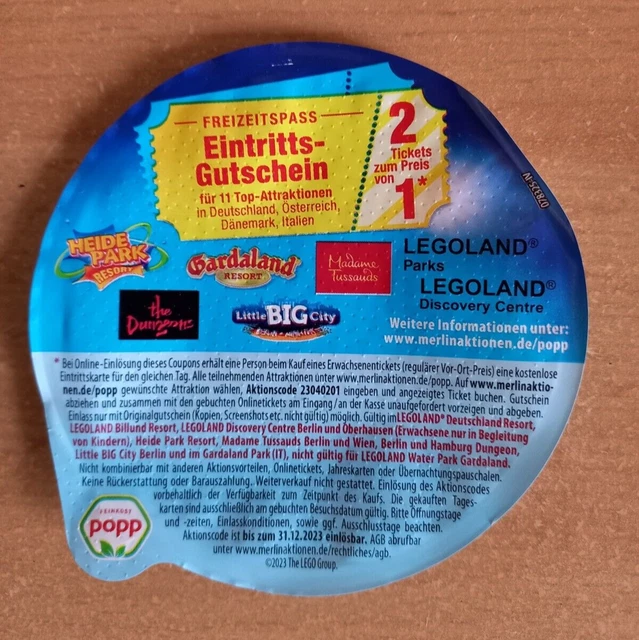 FREIZEITSPASS
Eintritts-
Gutschein
für 11 Top-Attraktionen
in Deutschland, Österreich,
Dänemark, Italien
2
Tickets
zum Preis
von 1*
HEIDE PARK
RESORT
Gardaland
RESORT
Madame
Tussauds
LEGOLAND®
Parks
LEGOLAND®
Discovery Centre
the
Dungeons
Little BIG City
Weitere Informationen unter:
www.merlinaktionen.de/popp
* Bei Online-Einlösung dieses Coupons erhält eine Person beim Kauf eines Erwachsenentickets (regulärer Vor-Ort-Preis) eine kostenlose
Eintrittskarte für den gleichen Tag. Alle teilnehmenden Attraktionen unter www.merlinaktionen.de/popp. Auf www.merlinaktio-
nen.de/popp gewünschte Attraktion wählen, Aktionscode 23040201 eingeben und angezeigtes Ticket buchen. Gutschein
abziehen und zusammen mit den gebuchten Onlinetickets am Eingang / an der Kasse unaufgefordert vorzeigen und abgeben.
Einlass nur mit Originalgutschein (Kopien, Screenshots etc. nicht gültig) möglich. Gültig im LEGOLAND® Deutschland Resort,
LEGOLAND Billund Resort, LEGOLAND Discovery Centre Berlin und Oberhausen (Erwachsene nur in Begleitung
von Kindern), Heide Park Resort, Madame Tussauds Berlin und Wien, Berlin und Hamburg Dungeon,
Little BIG City Berlin und im Gardaland Park (IT), nicht gültig für LEGOLAND Water Park Gardaland.
Nicht kombinierbar mit anderen Aktionsvorteilen, Onlinetickets, Jahreskarten oder Übernachtungspauschalen.
Keine Rückerstattung oder Barauszahlung. Weiterverkauf nicht gestattet. Einlösung des Aktionscodes
vorbehaltlich der Verfügbarkeit zum Zeitpunkt des Kaufs. Die gekauften Tages-
karten sind ausschließlich am gebuchten Besuchsdatum gültig. Bitte Öffnungstage
und -zeiten, Einlasskonditionen, sowie ggf. Ausschlusstage beachten.
Aktionscode ist bis zum 31.12.2023 einlösbar. AGB abrufbar
unter www.merlinaktionen.de/rechtliches/agb.
©2023 The LEGO Group.
FEINKOST
popp